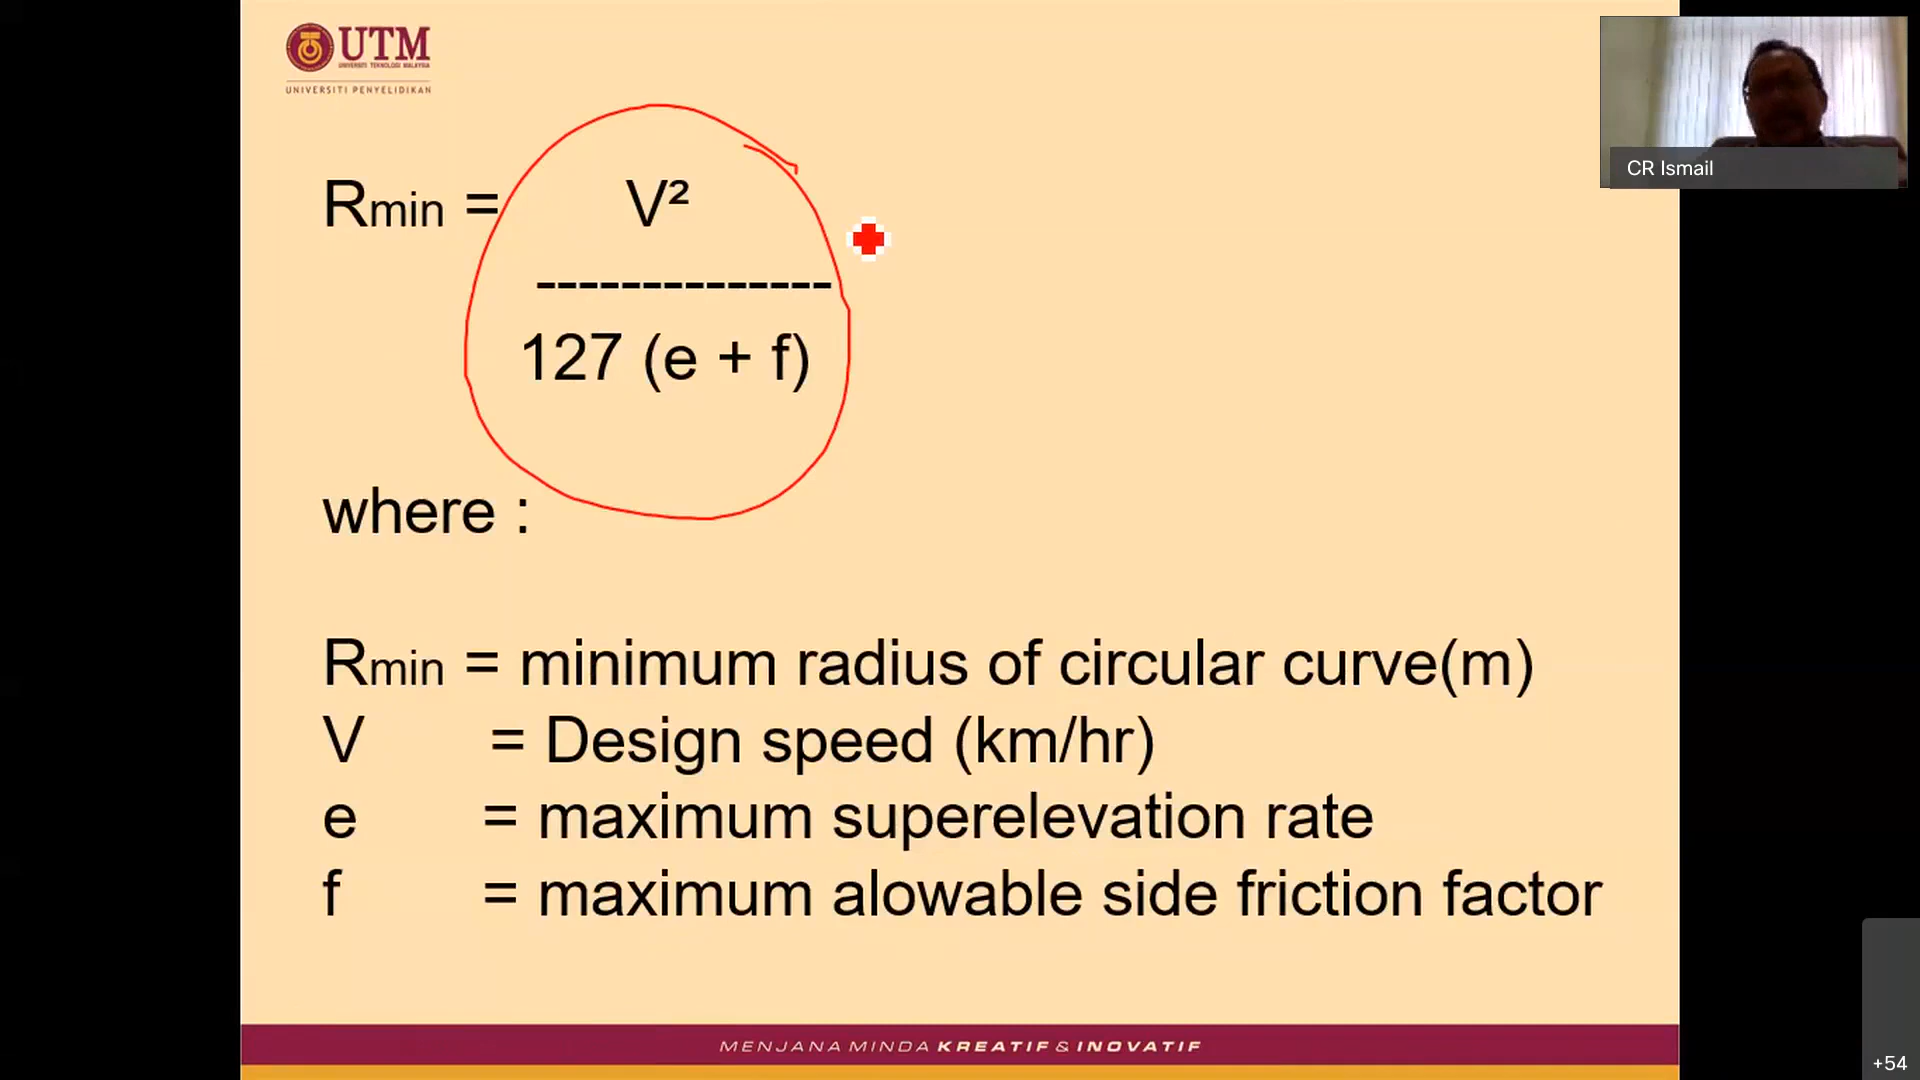 UTM
UNIVERSITI TEKNOLOGI MALAYSIA
UNIVERSITI PENYELIDIKAN
CR Ismail
Rmin = V²
--------------
127 (e + f)
where :
Rmin = minimum radius of circular curve(m)
V = Design speed (km/hr)
e = maximum superelevation rate
f = maximum alowable side friction factor
MENJANA MINDA KREATIF & INOVATIF
+54